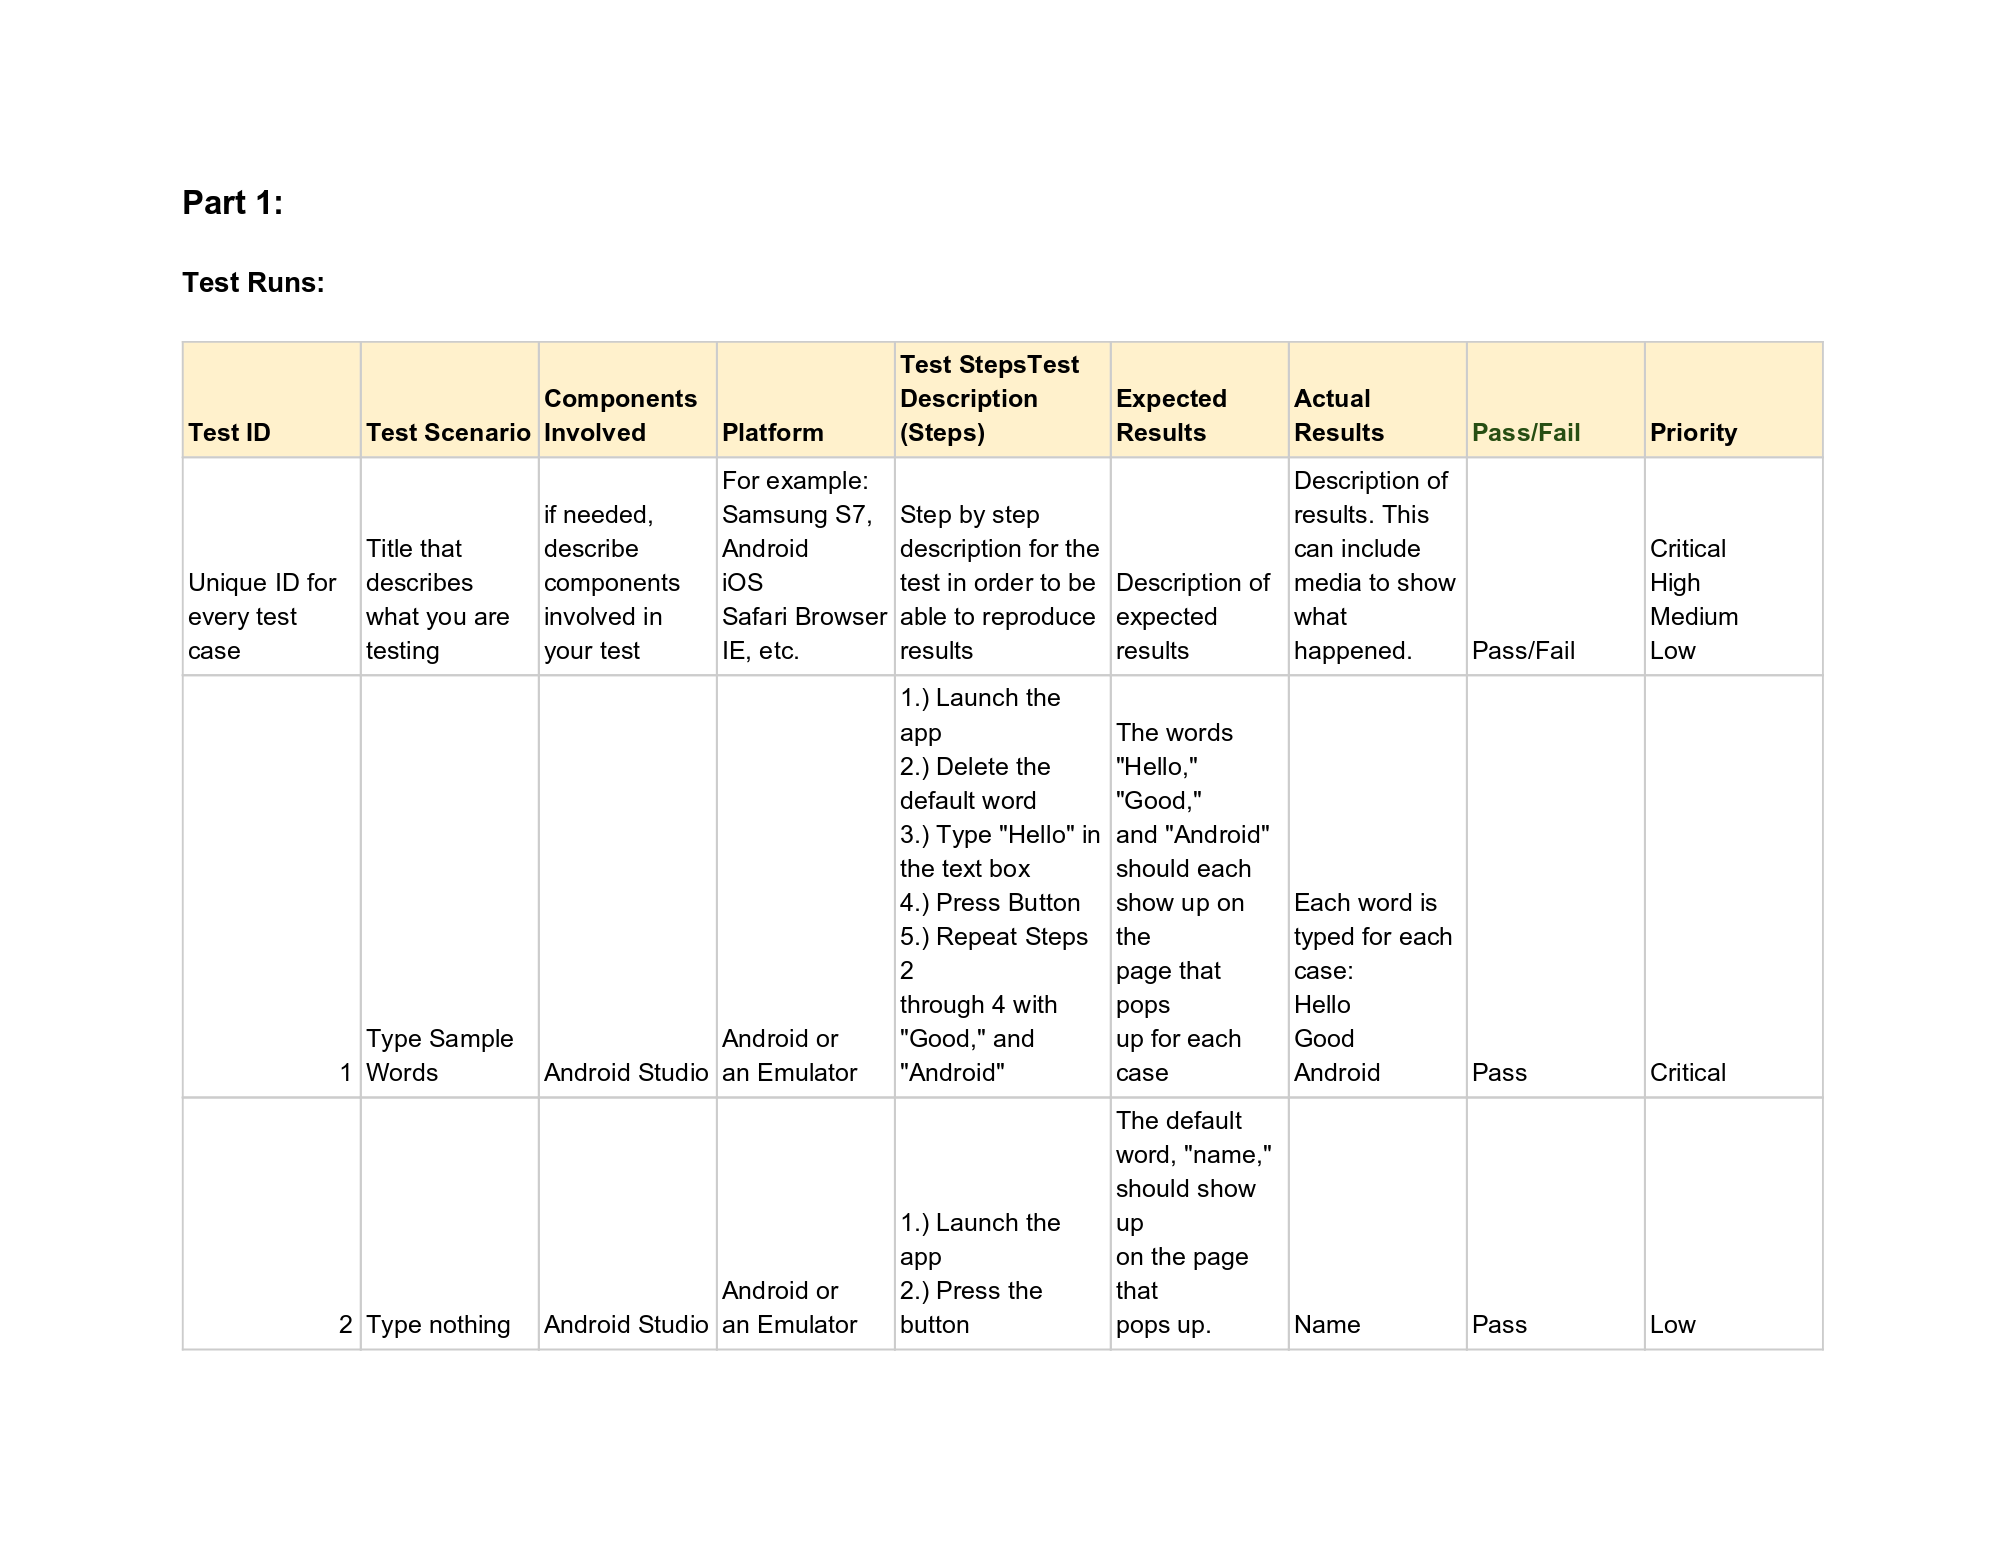 Part 1:
Test Runs:
Test ID
Test Scenario
Components
Involved
Platform
Test StepsTest
Description
(Steps)
Expected
Results
Actual
Results
Pass/Fail
Priority
Unique ID for
every test
case
Title that
describes
what you are
testing
if needed,
describe
components
involved in
your test
For example:
Samsung S7,
Android
iOS
Safari Browser
IE, etc.
Step by step
description for the
test in order to be
able to reproduce
results
Description of
expected
results
Description of
results. This
can include
media to show
what
happened.
Pass/Fail
Critical
High
Medium
Low
1
Type Sample
Words
Android Studio
Android or
an Emulator
1.) Launch the
app
2.) Delete the
default word
3.) Type "Hello" in
the text box
4.) Press Button
5.) Repeat Steps
2
through 4 with
"Good," and
"Android"
The words
"Hello,"
"Good,"
and "Android"
should each
show up on
the
page that
pops
up for each
case
Each word is
typed for each
case:
Hello
Good
Android
Pass
Critical
2
Type nothing
Android Studio
Android or
an Emulator
1.) Launch the
app
2.) Press the
button
The default
word, "name,"
should show
up
on the page
that
pops up.
Name
Pass
Low